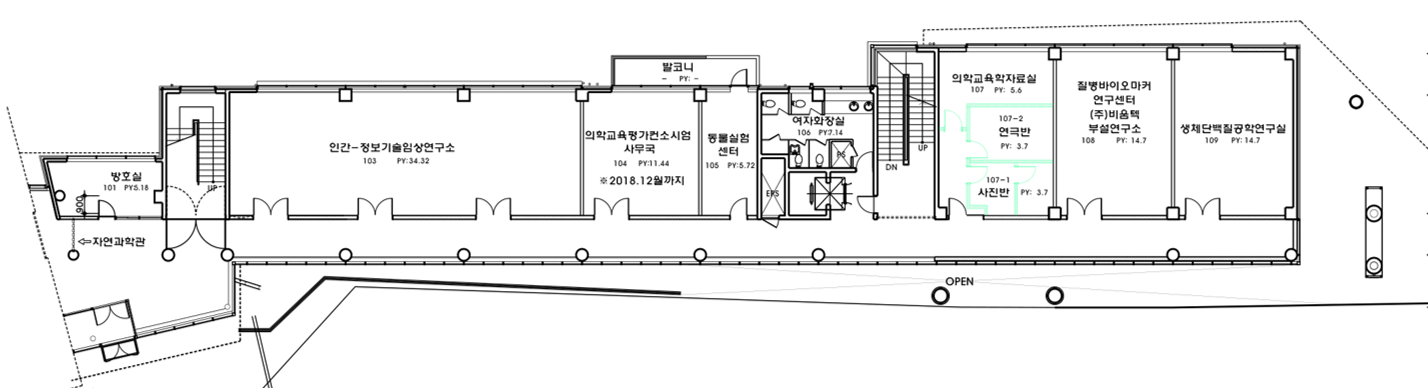 발코니
- PY: -
방호실
101 PY:5.18
900
⇦자연과학관
UP
인간-정보기술임상연구소
103 PY:34.32
의학교육평가컨소시엄
사무국
104 PY:11.44
※2018.12월까지
동물실험
센터
105 PY:5.72
여자화장실
106 PY:7.14
PS
EPS
DN
UP
의학교육학자료실
107 PY: 5.6
107-2
연극반
PY: 3.7
107-1
사진반 PY: 3.7
질병바이오마커
연구센터
(주)비움텍
부설연구소
108 PY: 14.7
생체단백질공학연구실
109 PY: 14.7
OPEN